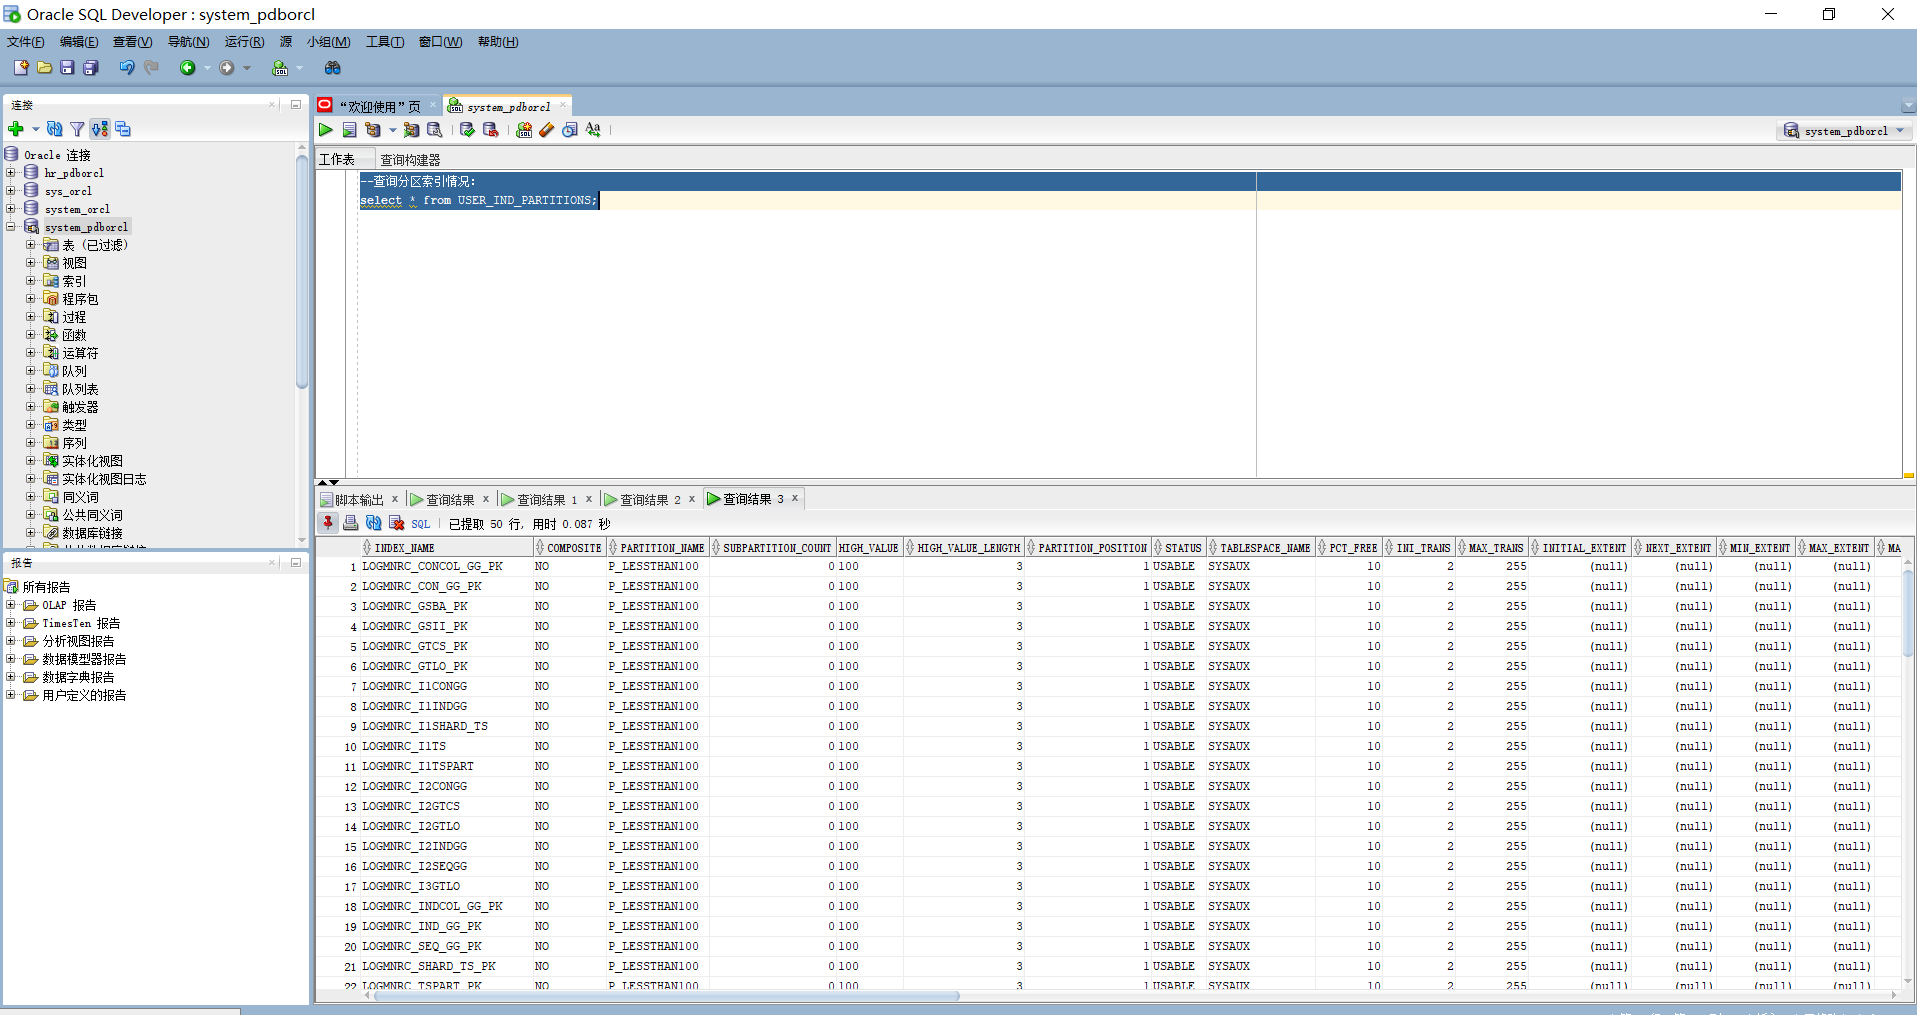 Oracle SQL Developer : system_pdborcl
文件(F) 编辑(E) 查看(V) 导航(N) 运行(R) 源 小组(M) 工具(T) 窗口(W) 帮助(H)
连接
Oracle 连接
hr_pdborcl
sys_orcl
system_orcl
system_pdborcl
表 (已过滤)
视图
索引
程序包
过程
函数
运算符
队列
队列表
触发器
类型
序列
实体化视图
实体化视图日志
同义词
公共同义词
数据库链接
报告
所有报告
OLAP 报告
TimesTen 报告
分析视图报告
数据模型器报告
数据字典报告
用户定义的报告
“欢迎使用”页 system_pdborcl
system_pdborcl
工作表 查询构建器
--查询分区索引情况:
select * from USER_IND_PARTITIONS;
脚本输出 查询结果 查询结果 1 查询结果 2 查询结果 3
SQL 已提取 50 行, 用时 0.087 秒
INDEX_NAME COMPOSITE PARTITION_NAME SUBPARTITION_COUNT HIGH_VALUE HIGH_VALUE_LENGTH PARTITION_POSITION STATUS TABLESPACE_NAME PCT_FREE INI_TRANS MAX_TRANS INITIAL_EXTENT NEXT_EXTENT MIN_EXTENT MAX_EXTENT MA
1 LOGMNRC_CONCOL_GG_PK NO P_LESSTHAN100 0 100 3 1 USABLE SYSAUX 10 2 255 (null) (null) (null) (null)
2 LOGMNRC_CON_GG_PK NO P_LESSTHAN100 0 100 3 1 USABLE SYSAUX 10 2 255 (null) (null) (null) (null)
3 LOGMNRC_GSBA_PK NO P_LESSTHAN100 0 100 3 1 USABLE SYSAUX 10 2 255 (null) (null) (null) (null)
4 LOGMNRC_GSII_PK NO P_LESSTHAN100 0 100 3 1 USABLE SYSAUX 10 2 255 (null) (null) (null) (null)
5 LOGMNRC_GTCS_PK NO P_LESSTHAN100 0 100 3 1 USABLE SYSAUX 10 2 255 (null) (null) (null) (null)
6 LOGMNRC_GTLO_PK NO P_LESSTHAN100 0 100 3 1 USABLE SYSAUX 10 2 255 (null) (null) (null) (null)
7 LOGMNRC_I1CONGG NO P_LESSTHAN100 0 100 3 1 USABLE SYSAUX 10 2 255 (null) (null) (null) (null)
8 LOGMNRC_I1INDGG NO P_LESSTHAN100 0 100 3 1 USABLE SYSAUX 10 2 255 (null) (null) (null) (null)
9 LOGMNRC_I1SHARD_TS NO P_LESSTHAN100 0 100 3 1 USABLE SYSAUX 10 2 255 (null) (null) (null) (null)
10 LOGMNRC_I1TS NO P_LESSTHAN100 0 100 3 1 USABLE SYSAUX 10 2 255 (null) (null) (null) (null)
11 LOGMNRC_I1TSPART NO P_LESSTHAN100 0 100 3 1 USABLE SYSAUX 10 2 255 (null) (null) (null) (null)
12 LOGMNRC_I2CONGG NO P_LESSTHAN100 0 100 3 1 USABLE SYSAUX 10 2 255 (null) (null) (null) (null)
13 LOGMNRC_I2GTCS NO P_LESSTHAN100 0 100 3 1 USABLE SYSAUX 10 2 255 (null) (null) (null) (null)
14 LOGMNRC_I2GTLO NO P_LESSTHAN100 0 100 3 1 USABLE SYSAUX 10 2 255 (null) (null) (null) (null)
15 LOGMNRC_I2INDGG NO P_LESSTHAN100 0 100 3 1 USABLE SYSAUX 10 2 255 (null) (null) (null) (null)
16 LOGMNRC_I2SEQGG NO P_LESSTHAN100 0 100 3 1 USABLE SYSAUX 10 2 255 (null) (null) (null) (null)
17 LOGMNRC_I3GTLO NO P_LESSTHAN100 0 100 3 1 USABLE SYSAUX 10 2 255 (null) (null) (null) (null)
18 LOGMNRC_INDCOL_GG_PK NO P_LESSTHAN100 0 100 3 1 USABLE SYSAUX 10 2 255 (null) (null) (null) (null)
19 LOGMNRC_IND_GG_PK NO P_LESSTHAN100 0 100 3 1 USABLE SYSAUX 10 2 255 (null) (null) (null) (null)
20 LOGMNRC_SEQ_GG_PK NO P_LESSTHAN100 0 100 3 1 USABLE SYSAUX 10 2 255 (null) (null) (null) (null)
21 LOGMNRC_SHARD_TS_PK NO P_LESSTHAN100 0 100 3 1 USABLE SYSAUX 10 2 255 (null) (null) (null) (null)
22 LOGMNRC_TSPART_PK NO P_LESSTHAN100 0 100 3 1 USABLE SYSAUX 10 2 255 (null) (null) (null) (null)